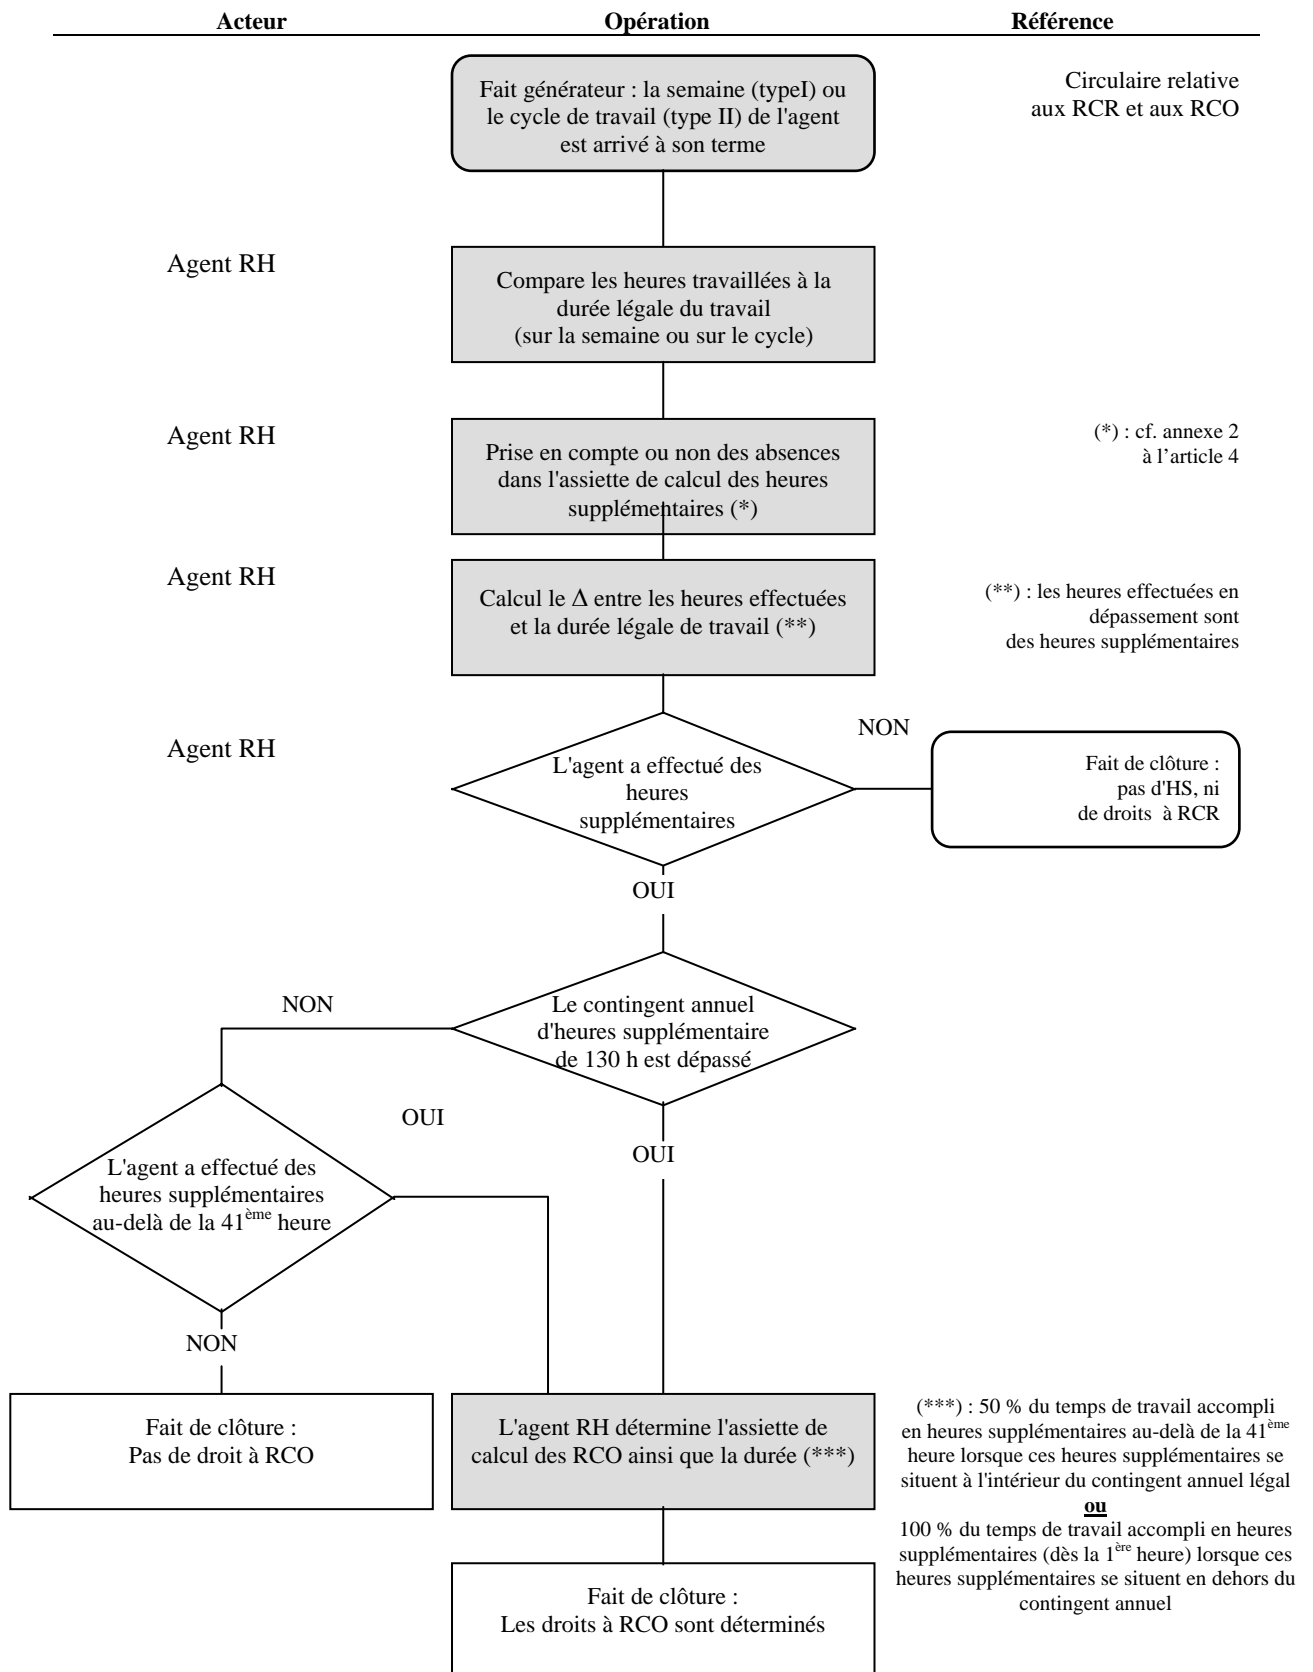 Acteur Opération Référence
Fait générateur : la semaine (typeI) ou
le cycle de travail (type II) de l'agent
est arrivé à son terme
Circulaire relative
aux RCR et aux RCO
Agent RH
Compare les heures travaillées à la
durée légale du travail
(sur la semaine ou sur le cycle)
Agent RH
Prise en compte ou non des absences
dans l'assiette de calcul des heures
supplémentaires (*)
(*) : cf. annexe 2
à l’article 4
Agent RH
Calcul le Δ entre les heures effectuées
et la durée légale de travail (**)
(**) : les heures effectuées en
dépassement sont
des heures supplémentaires
Agent RH
L'agent a effectué des
heures
supplémentaires
NON
Fait de clôture :
pas d'HS, ni
de droits à RCR
OUI
Le contingent annuel
d'heures supplémentaire
de 130 h est dépassé
NON
OUI
OUI
L'agent a effectué des
heures supplémentaires
au-delà de la 41ème heure
NON
Fait de clôture :
Pas de droit à RCO
L'agent RH détermine l'assiette de
calcul des RCO ainsi que la durée (***)
(***) : 50 % du temps de travail accompli
en heures supplémentaires au-delà de la 41ème
heure lorsque ces heures supplémentaires se
situent à l'intérieur du contingent annuel légal
ou
100 % du temps de travail accompli en heures
supplémentaires (dès la 1ère heure) lorsque ces
heures supplémentaires se situent en dehors du
contingent annuel
Fait de clôture :
Les droits à RCO sont déterminés